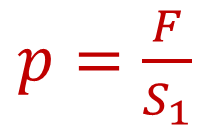 p = F / S₁